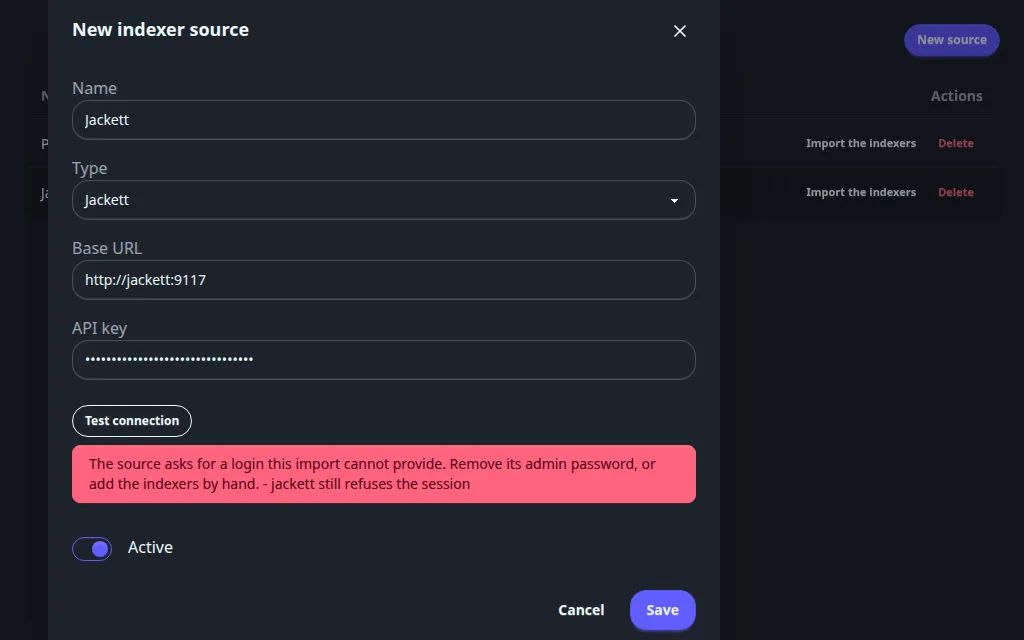 New indexer source
New source
Name
Jackett
Actions
Import the indexers Delete
Type
Jackett
Import the indexers Delete
Base URL
http://jackett:9117
API key
••••••••••••••••••••••••••••••••
Test connection
The source asks for a login this import cannot provide. Remove its admin password, or
add the indexers by hand. - jackett still refuses the session
Active
Cancel Save